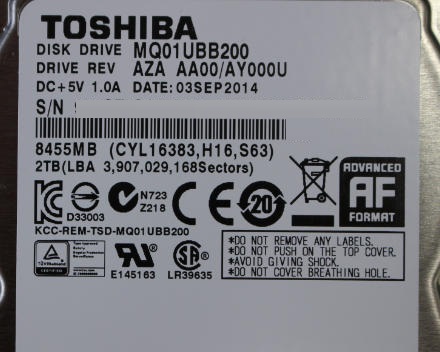 TOSHIBA
DISK DRIVE MQ01UBB200
DRIVE REV AZA AA00/AY000U
DC+5V 1.0A DATE:03SEP2014
S/N
8455MB (CYL16383,H16,S63)
2TB(LBA 3,907,029,168Sectors)
D33003
N723
Z218
20
ADVANCED
AF
FORMAT
KCC-REM-TSD-MQ01UBB200
E145163
LR39635
*DO NOT REMOVE ANY LABELS.
*DO NOT PUSH ON THE TOP COVER.
*AVOID GIVING SHOCK.
*DO NOT COVER BREATHING HOLE.